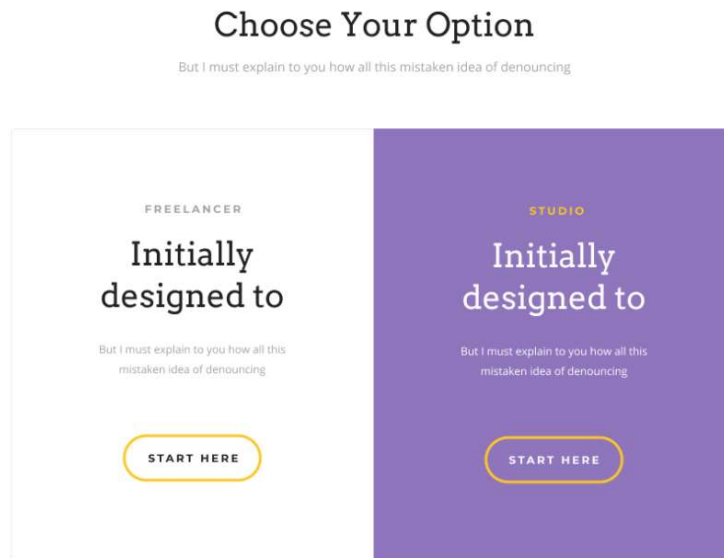 Choose Your Option
But I must explain to you how all this mistaken idea of denouncing
FREELANCER
Initially
designed to
But I must explain to you how all this
mistaken idea of denouncing
START HERE
STUDIO
Initially
designed to
But I must explain to you how all this
mistaken idea of denouncing
START HERE